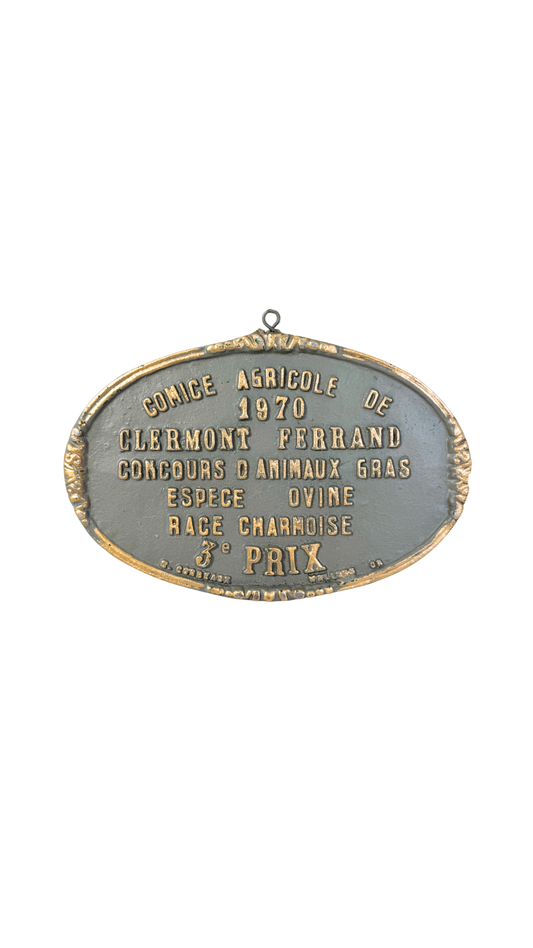 COMICE AGRICOLE DE
1970
CLERMONT FERRAND
CONCOURS D ANIMAUX GRAS
ESPECE OVINE
RACE CHARMOISE
3e PRIX